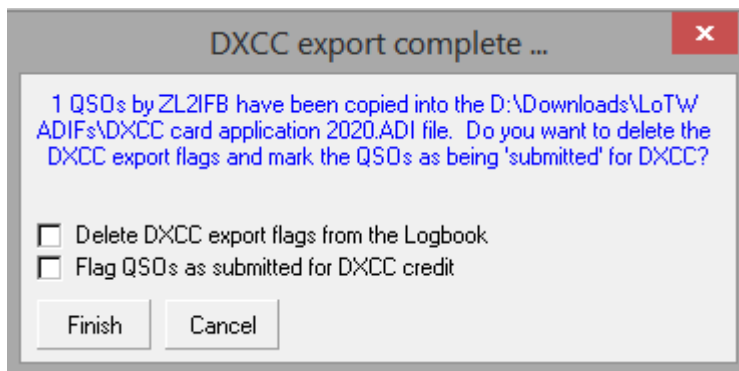 DXCC export complete ...
1 QSOs by ZL2IFB have been copied into the D:\Downloads\LoTW
ADIFs\DXCC card application 2020.ADI file.  Do you want to delete the
DXCC export flags and mark the QSOs as being 'submitted' for DXCC?
Delete DXCC export flags from the Logbook
Flag QSOs as submitted for DXCC credit
Finish Cancel